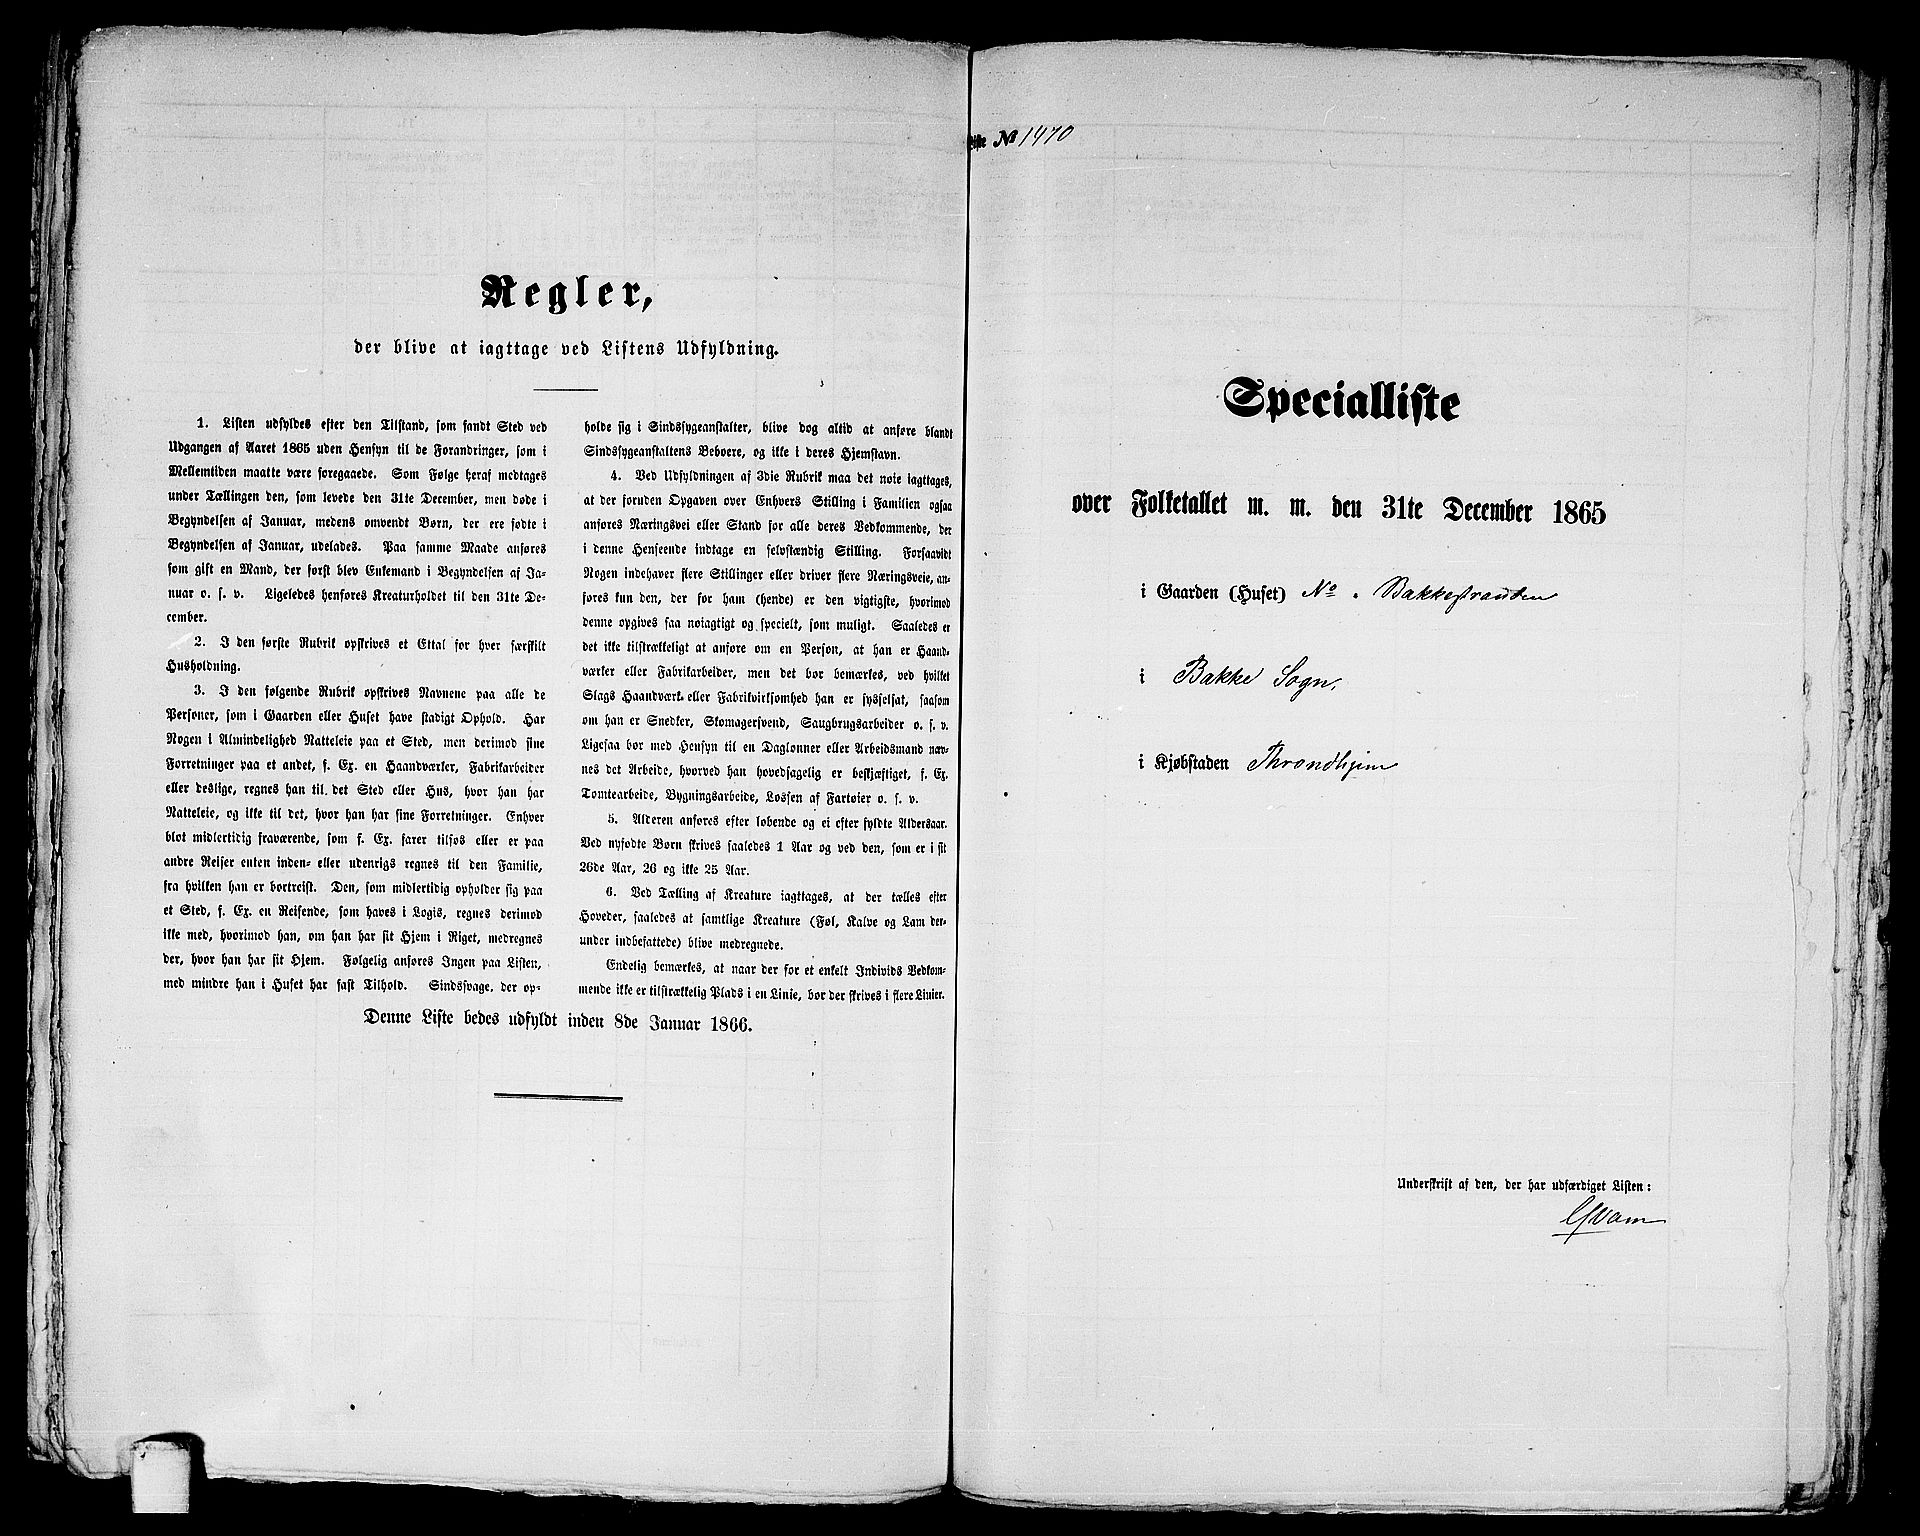 Regler,
der blive at iagttage ved Listens Udfyldning.
1. Listen udfyldes efter den Tilstand, som fandt Sted ved
Udgangen af Aaret 1865 uden Hensyn til de Forandringer, som i
Mellemtiden maatte være foregaaede. Som Følge heraf medtages
under Tællingen den, som levede den 31te December, men døde i
Begyndelsen af Januar, medens omvendt Børn, der ere fødte i
Begyndelsen af Januar, udelades. Paa samme Maade anføres
som gift en Mand, der først blev Enkemand i Begyndelsen af Ja-
nuar o. s. v. Ligeledes henføres Kreaturholdet til den 31te De-
cember.
2. I den første Rubrik opskrives et Ettal for hver særskilt
Husholdning.
3. I den følgende Rubrik opskrives Navnene paa alle de
Personer, som i Gaarden eller Huset have stadigt Ophold. Har
Nogen i Almindelighed Natteleie paa et Sted, men derimod sine
Forretninger paa et andet, f. Ex. en Haandværker, Fabrikarbeider
eller deslige, regnes han til det Sted eller Hus, hvor han har
Natteleie, og ikke til det, hvor han har sine Forretninger. Enhver
blot midlertidig fraværende, som f. Ex. farer tilsøs eller er paa
andre Reiser enten inden- eller udenrigs regnes til den Familie,
fra hvilken han er bortreist. Den, som midlertidig opholder sig paa
et Sted, f. Ex. en Reisende, som haves i Logis, regnes derimod
ikke med, hvorimod han, om han har sit Hjem i Riget, medregnes
der, hvor han har sit Hjem. Følgelig anføres Ingen paa Listen,
med mindre han i Huset har fast Tilhold. Sindssvage, der op-
holde sig i Sindssygeanstalter, blive dog altid at anføre blandt
Sindssygeanstaltens Beboere, og ikke i deres Hjemstavn.
4. Ved Udfyldningen af 3die Rubrik maa det nøie iagttages,
at der foruden Opgaven over Enhvers Stilling i Familien ogsaa
anføres Næringsvei eller Stand for alle deres Vedkommende, der
i denne Henseende indtage en selvstændig Stilling. Forsaavidt
Nogen indehaver flere Stillinger eller driver flere Næringsveie, an-
føres kun den, der for ham (hende) er den vigtigste, hvorimod
denne opgives saa nøiagtigt og specielt, som muligt. Saaledes er
det ikke tilstrækkeligt at anføre om en Person, at han er Haand-
værker eller Fabrikarbeider, men det bør bemærkes, ved hvilket
Slags Haandværk eller Fabrikvirksomhed han er sysselsat, saasom
om han er Snedker, Skomagersvend, Saugbrugsarbeider o. s. v.
Ligesaa bør med Hensyn til en Dagløнner eller Arbeidsmand næv-
nes det Arbeide, hvorved han hovedsagelig er beskjæftiget, f. Ex.
Tomtearbeide, Bygningsarbeide, Lossen af Fartøier o. s. v.
5. Alderen anføres efter løbende og ei efter fyldte Aldersaar.
Ved nyfødte Børn skrives saaledes 1 Aar og ved den, som er i sit
26de Aar, 26 og ikke 25 Aar.
6. Ved Tælling af Kreature iagttages, at der tælles efter
Hoveder, saaledes at samtlige Kreature (Føl, Kalve og Lam der-
under indbefattede) blive medregnede.
Endelig bemærkes, at naar der for et enkelt Individs Vedkom-
mende ikke er tilstrækkelig Plads i en Linie, bør der skrives i flere Linier.
Denne Liste bedes udfyldt inden 8de Januar 1866.
iste No 1470
Specialliste
over Folketallet m. m. den 31te December 1865
i Gaarden (Huset) No . Bakkestranden
i Bakke Sogn,
i Kjøbstaden Throndhjem
Underskrift af den, der har udfærdiget Listen: